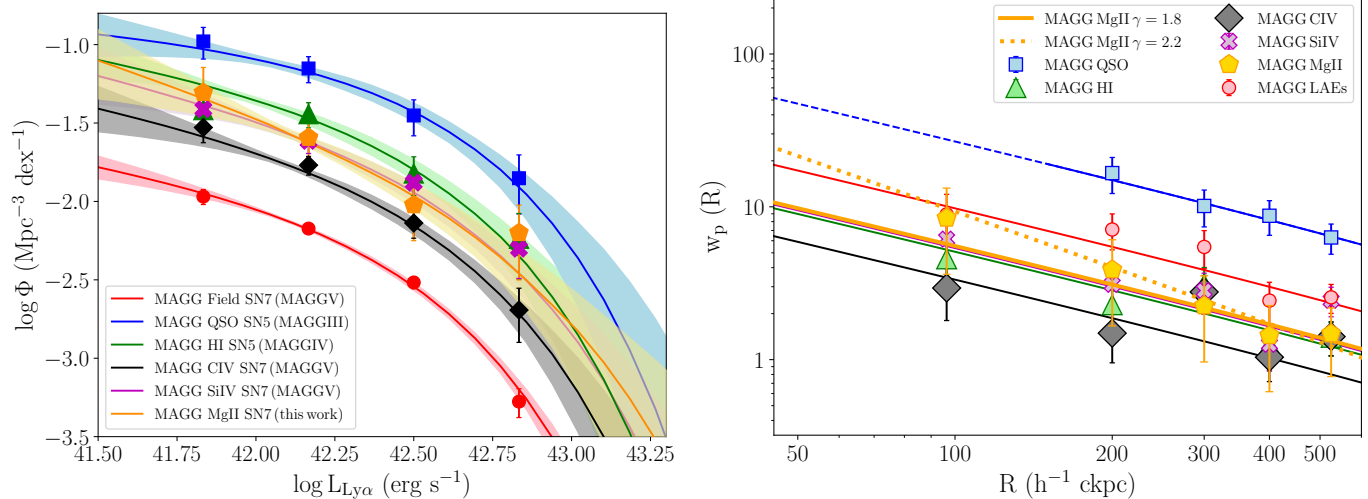 −1.0
−1.5
−2.0
−2.5
−3.0
−3.5
log Φ (Mpc−3 dex−1)
MAGG Field SN7 (MAGGV)
MAGG QSO SN5 (MAGGIII)
MAGG HI SN5 (MAGGIV)
MAGG CIV SN7 (MAGGV)
MAGG SiIV SN7 (MAGGV)
MAGG MgII SN7 (this work)
41.50 41.75 42.00 42.25 42.50 42.75 43.00 43.25
log LLyα (erg s−1)
MAGG MgII γ = 1.8
MAGG MgII γ = 2.2
MAGG QSO
MAGG HI
MAGG CIV
MAGG SiIV
MAGG MgII
MAGG LAEs
100
10
1
wp (R)
45 100 200 300 400 500
R (h−1 ckpc)